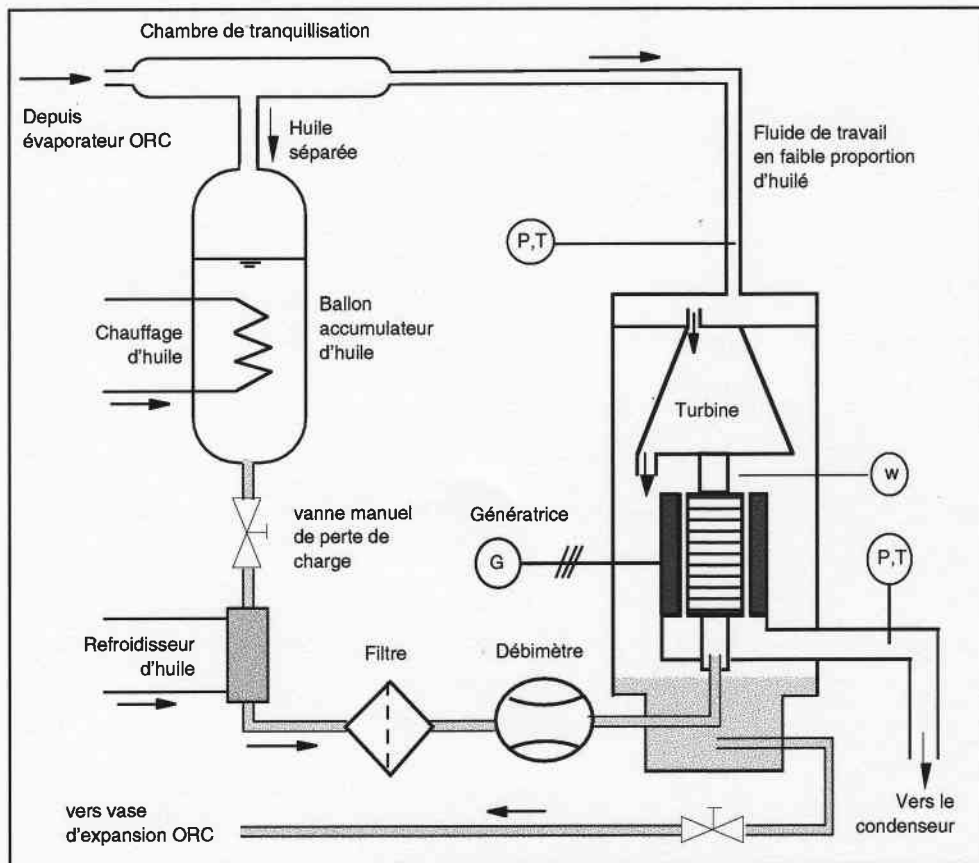 Chambre de tranquillisation
Depuis
évaporateur ORC
Huile
séparée
Fluide de travail
en faible proportion
d'huilé
P,T
Chauffage
d'huile
Ballon
accumulateur
d'huile
Turbine
w
vanne manuel
de perte de
charge
Génératrice
G
P,T
Refroidisseur
d'huile
Filtre
Débimètre
vers vase
d'expansion ORC
Vers le
condenseur